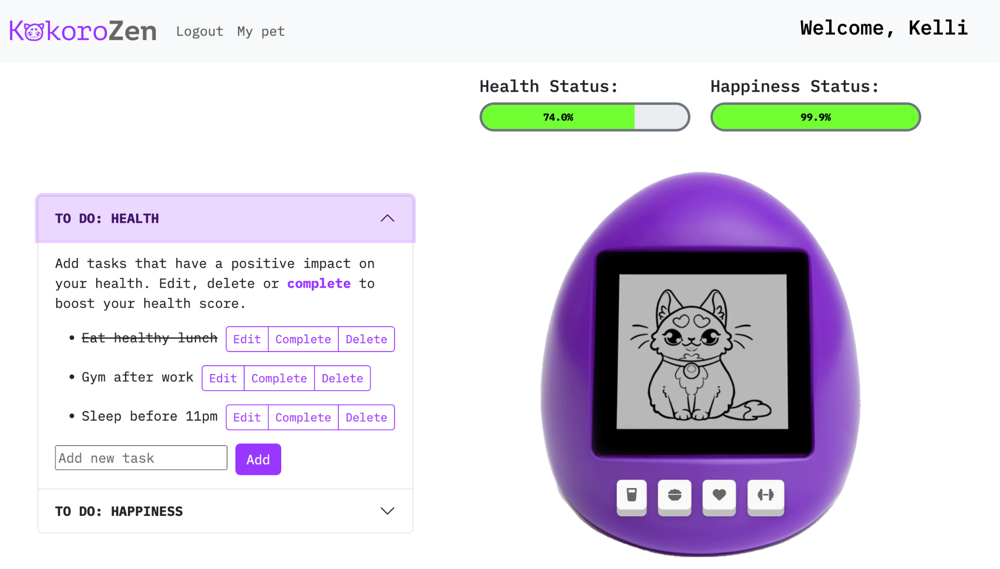 KokoroZen
Logout
My pet
Welcome, Kelli
Health Status:
74.0%
Happiness Status:
99.9%
TO DO: HEALTH
Add tasks that have a positive impact on
your health. Edit, delete or complete to
boost your health score.
Eat healthy lunch Edit Complete Delete
Gym after work Edit Complete Delete
Sleep before 11pm Edit Complete Delete
Add new task Add
TO DO: HAPPINESS